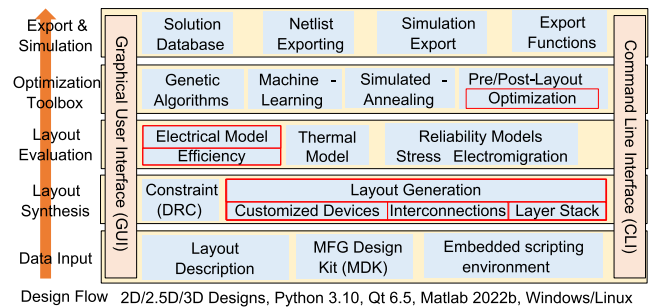 Export &
Simulation
Solution
Database
Netlist
Exporting
Simulation
Export
Export
Functions
Optimization
Toolbox
Genetic
Algorithms
Machine -
Learning
Simulated -
Annealing
Pre/Post-Layout
Optimization
Layout
Evaluation
Electrical Model
Efficiency
Thermal
Model
Reliability Models
Stress Electromigration
Layout
Synthesis
Constraint
(DRC)
Layout Generation
Customized Devices
Interconnections
Layer Stack
Data Input
Layout
Description
MFG Design
Kit (MDK)
Embedded scripting
environment
Graphical User Interface (GUI)
Command Line Interface (CLI)
Design Flow
2D/2.5D/3D Designs, Python 3.10, Qt 6.5, Matlab 2022b, Windows/Linux